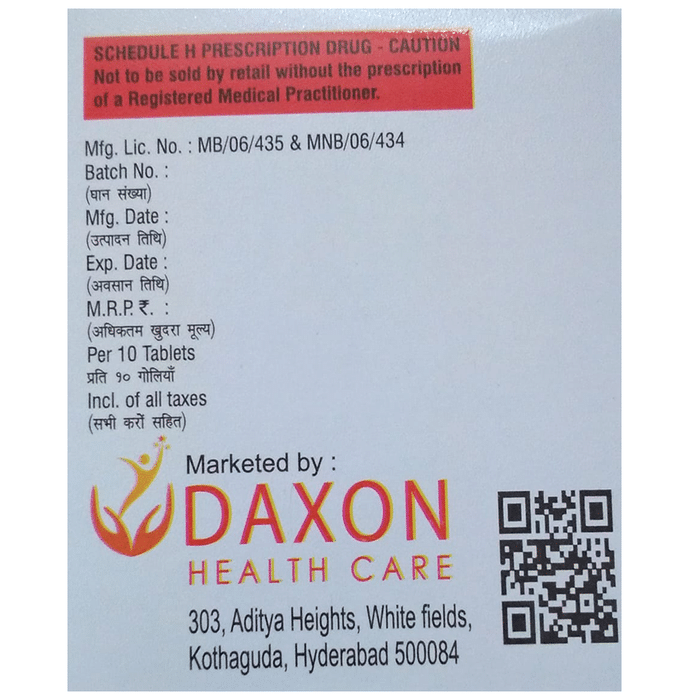 SCHEDULE H PRESCRIPTION DRUG - CAUTION
Not to be sold by retail without the prescription
of a Registered Medical Practitioner.
Mfg. Lic. No. : MB/06/435 & MNB/06/434
Batch No. :
(घान संख्या)
Mfg. Date :
(उत्पादन तिथि)
Exp. Date :
(अवसान तिथि)
M.R.P. ₹. :
(अधिकतम खुदरा मूल्य)
Per 10 Tablets
प्रति १० गोलियाँ
Incl. of all taxes
(सभी करों सहित)
Marketed by :
DAXON
HEALTH CARE
303, Aditya Heights, White fields,
Kothaguda, Hyderabad 500084